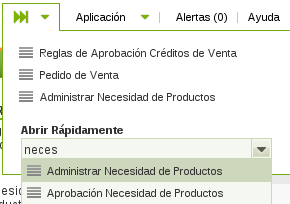 Aplicación Alertas (0) Ayuda
Reglas de Aprobación Créditos de Venta
Pedido de Venta
Administrar Necesidad de Productos
Abrir Rápidamente
neces
Administrar Necesidad de Productos
Aprobación Necesidad de Productos